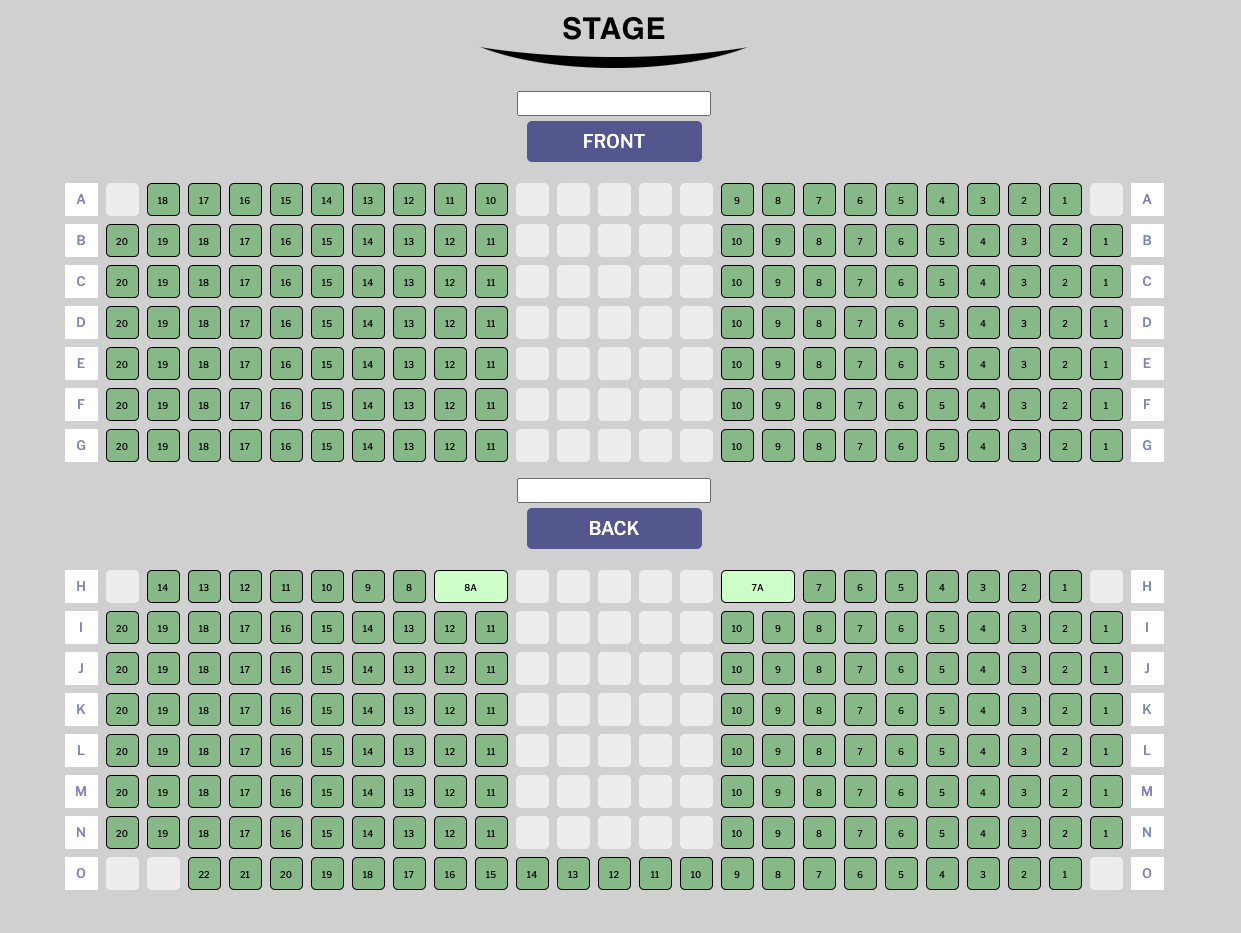 STAGE
FRONT
A 18 17 16 15 14 13 12 11 10 9 8 7 6 5 4 3 2 1 A
B 20 19 18 17 16 15 14 13 12 11 10 9 8 7 6 5 4 3 2 1 B
C 20 19 18 17 16 15 14 13 12 11 10 9 8 7 6 5 4 3 2 1 C
D 20 19 18 17 16 15 14 13 12 11 10 9 8 7 6 5 4 3 2 1 D
E 20 19 18 17 16 15 14 13 12 11 10 9 8 7 6 5 4 3 2 1 E
F 20 19 18 17 16 15 14 13 12 11 10 9 8 7 6 5 4 3 2 1 F
G 20 19 18 17 16 15 14 13 12 11 10 9 8 7 6 5 4 3 2 1 G
BACK
H 14 13 12 11 10 9 8 8A 7A 7 6 5 4 3 2 1 H
I 20 19 18 17 16 15 14 13 12 11 10 9 8 7 6 5 4 3 2 1 I
J 20 19 18 17 16 15 14 13 12 11 10 9 8 7 6 5 4 3 2 1 J
K 20 19 18 17 16 15 14 13 12 11 10 9 8 7 6 5 4 3 2 1 K
L 20 19 18 17 16 15 14 13 12 11 10 9 8 7 6 5 4 3 2 1 L
M 20 19 18 17 16 15 14 13 12 11 10 9 8 7 6 5 4 3 2 1 M
N 20 19 18 17 16 15 14 13 12 11 10 9 8 7 6 5 4 3 2 1 N
O 22 21 20 19 18 17 16 15 14 13 12 11 10 9 8 7 6 5 4 3 2 1 O